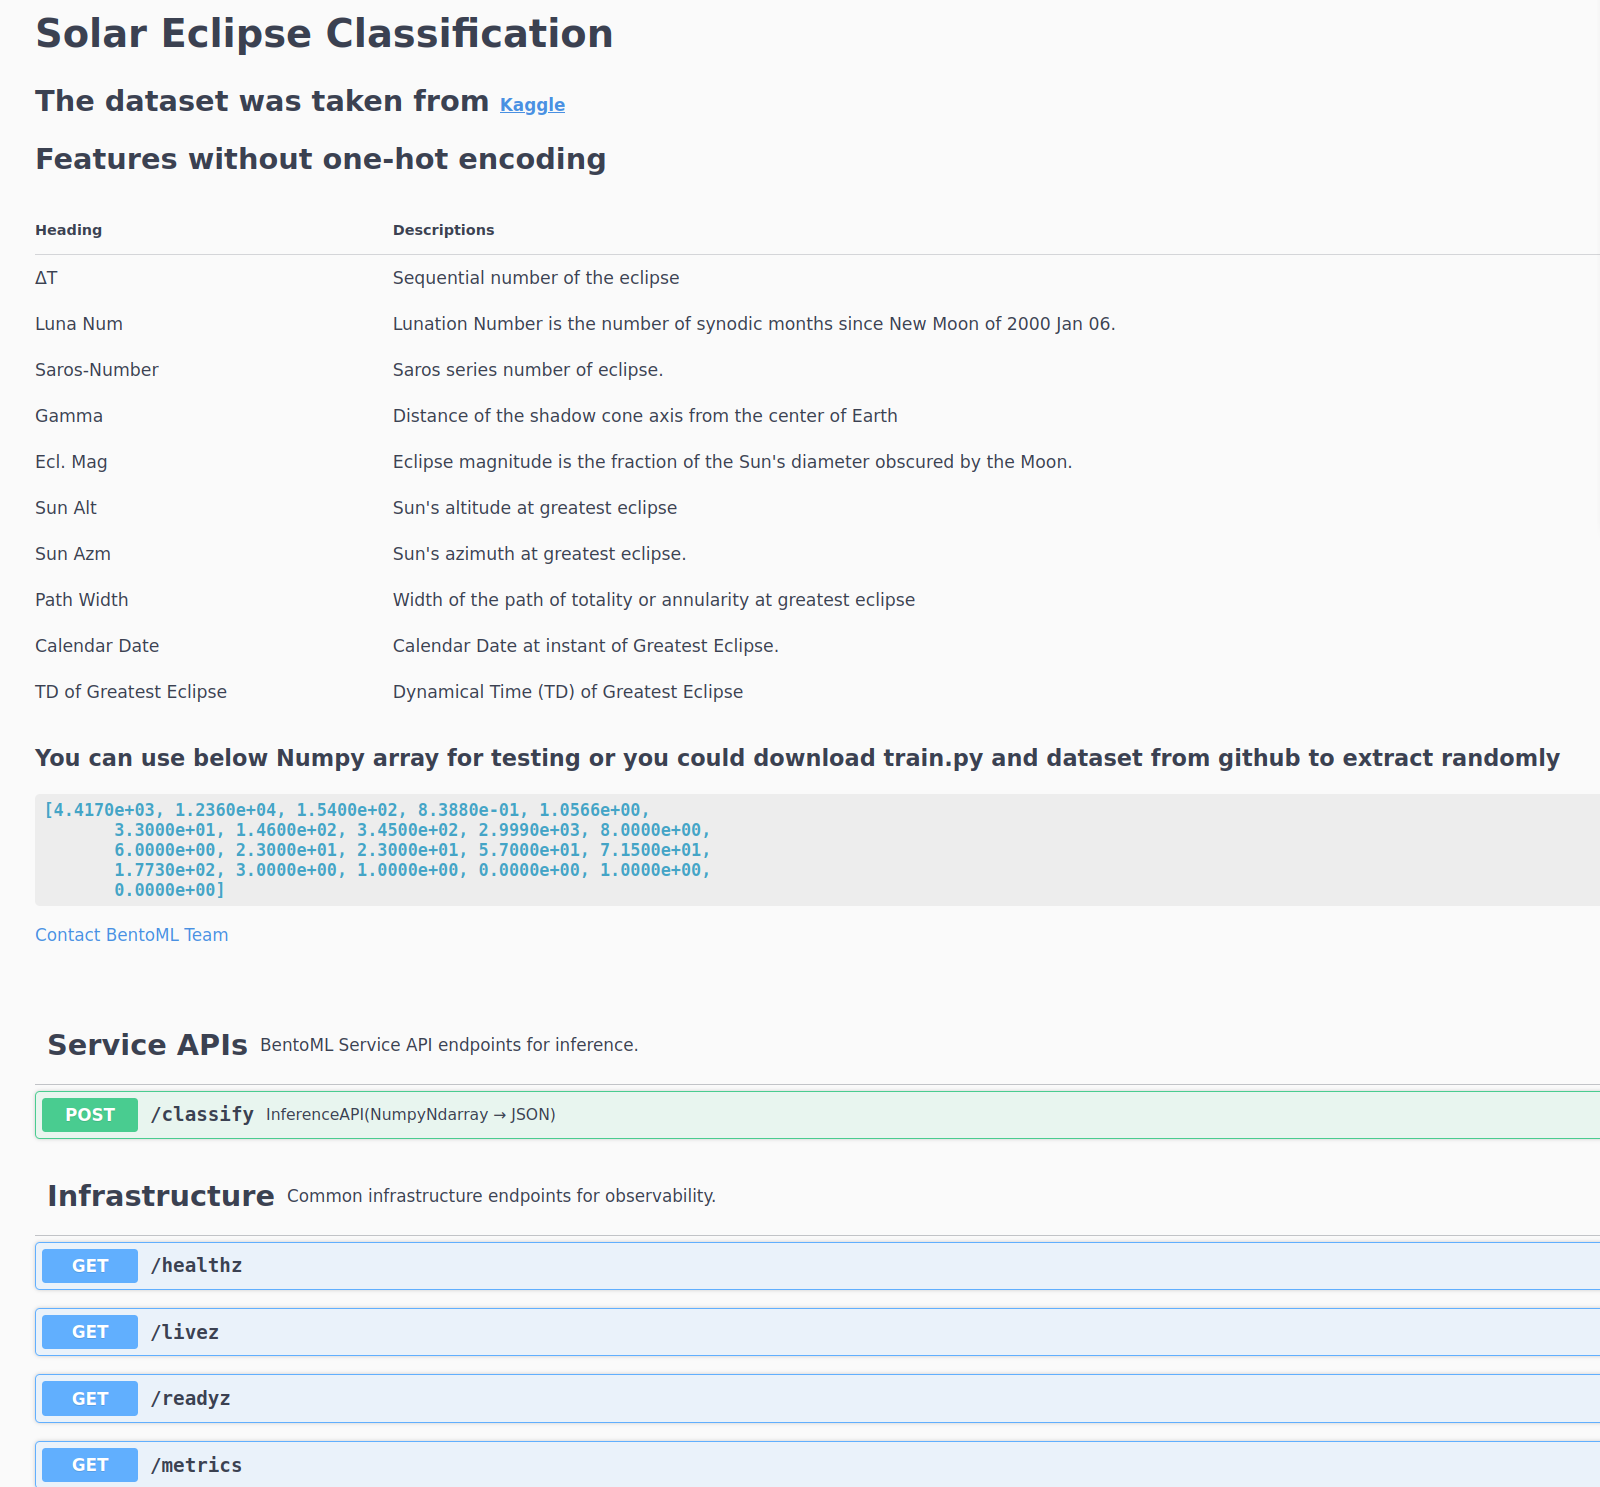 Solar Eclipse Classification
The dataset was taken from Kaggle
Features without one-hot encoding
Heading Descriptions
ΔT Sequential number of the eclipse
Luna Num Lunation Number is the number of synodic months since New Moon of 2000 Jan 06.
Saros-Number Saros series number of eclipse.
Gamma Distance of the shadow cone axis from the center of Earth
Ecl. Mag Eclipse magnitude is the fraction of the Sun's diameter obscured by the Moon.
Sun Alt Sun's altitude at greatest eclipse
Sun Azm Sun's azimuth at greatest eclipse.
Path Width Width of the path of totality or annularity at greatest eclipse
Calendar Date Calendar Date at instant of Greatest Eclipse.
TD of Greatest Eclipse Dynamical Time (TD) of Greatest Eclipse
You can use below Numpy array for testing or you could download train.py and dataset from github to extract randomly
[4.4170e+03, 1.2360e+04, 1.5400e+02, 8.3880e-01, 1.0566e+00,
3.3000e+01, 1.4600e+02, 3.4500e+02, 2.9990e+03, 8.0000e+00,
6.0000e+00, 2.3000e+01, 2.3000e+01, 5.7000e+01, 7.1500e+01,
1.7730e+02, 3.0000e+00, 1.0000e+00, 0.0000e+00, 1.0000e+00,
0.0000e+00]
Contact BentoML Team
Service APIs BentoML Service API endpoints for inference.
POST /classify InferenceAPI(NumpyNdarray → JSON)
Infrastructure Common infrastructure endpoints for observability.
GET /healthz
GET /livez
GET /readyz
GET /metrics